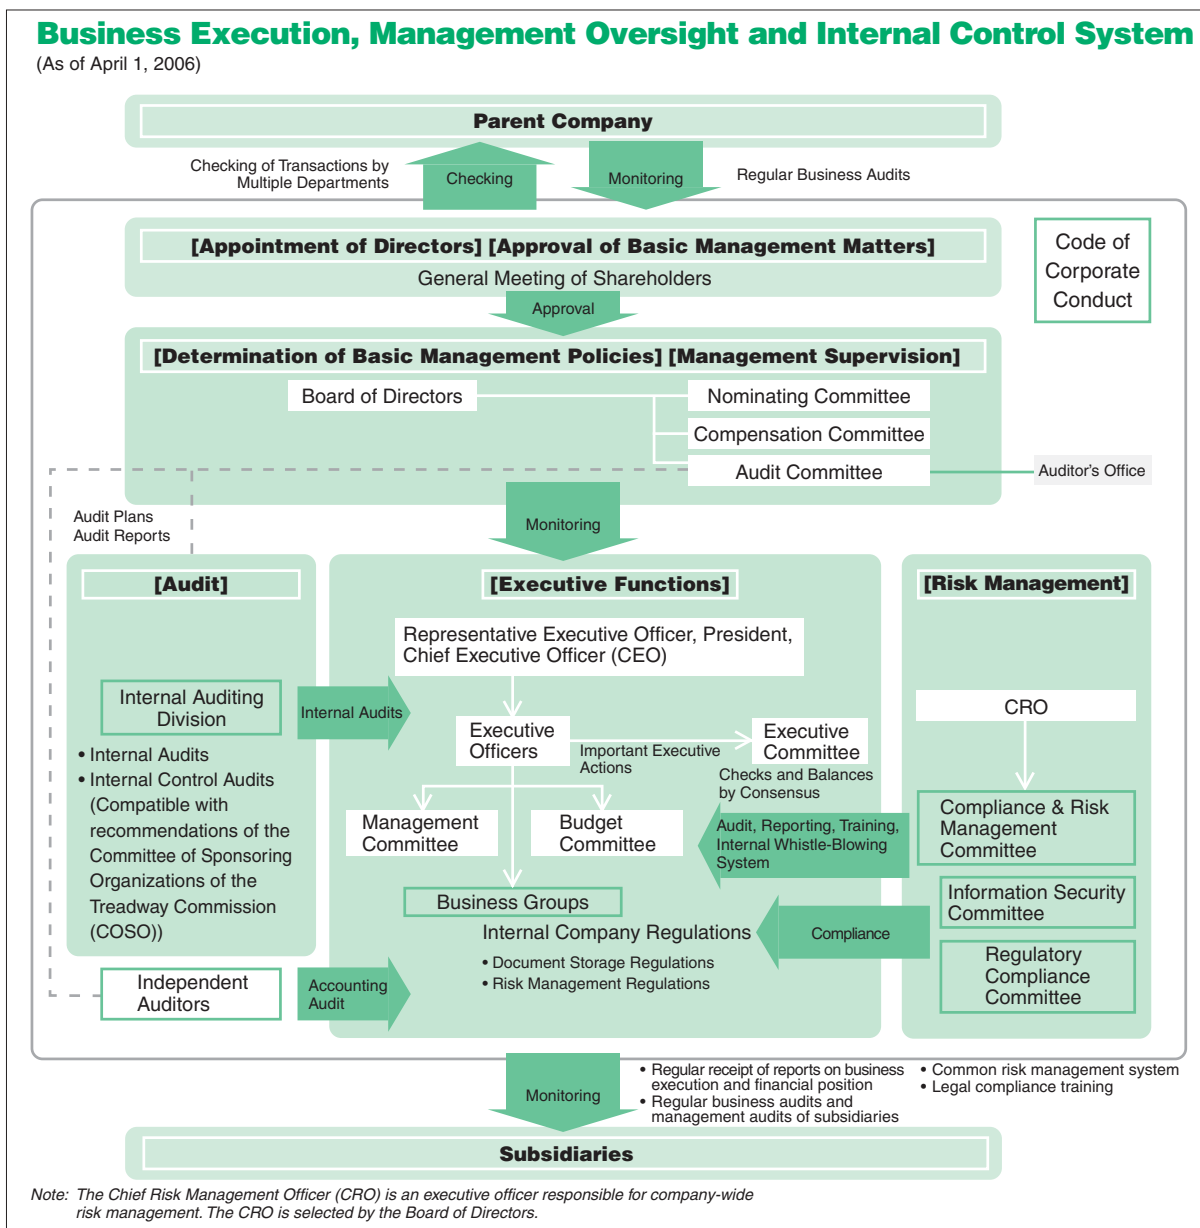 Business Execution, Management Oversight and Internal Control System
(As of April 1, 2006)
Parent Company
Checking of Transactions by
Multiple Departments
Checking
Monitoring
Regular Business Audits
[Appointment of Directors] [Approval of Basic Management Matters]
General Meeting of Shareholders
Code of
Corporate
Conduct
Approval
[Determination of Basic Management Policies] [Management Supervision]
Board of Directors
Nominating Committee
Compensation Committee
Audit Committee
Auditor's Office
Audit Plans
Audit Reports
Monitoring
[Audit]
Internal Auditing
Division
• Internal Audits
• Internal Control Audits
(Compatible with
recommendations of the
Committee of Sponsoring
Organizations of the
Treadway Commission
(COSO))
Independent
Auditors
Internal Audits
Accounting
Audit
[Executive Functions]
Representative Executive Officer, President,
Chief Executive Officer (CEO)
Executive
Officers
Important Executive
Actions
Executive
Committee
Checks and Balances
by Consensus
Management
Committee
Budget
Committee
Business Groups
Internal Company Regulations
• Document Storage Regulations
• Risk Management Regulations
Audit, Reporting, Training,
Internal Whistle-Blowing
System
Compliance
[Risk Management]
CRO
Compliance & Risk
Management
Committee
Information Security
Committee
Regulatory
Compliance
Committee
Monitoring
• Regular receipt of reports on business
execution and financial position
• Regular business audits and
management audits of subsidiaries
• Common risk management system
• Legal compliance training
Subsidiaries
Note: The Chief Risk Management Officer (CRO) is an executive officer responsible for company-wide
risk management. The CRO is selected by the Board of Directors.